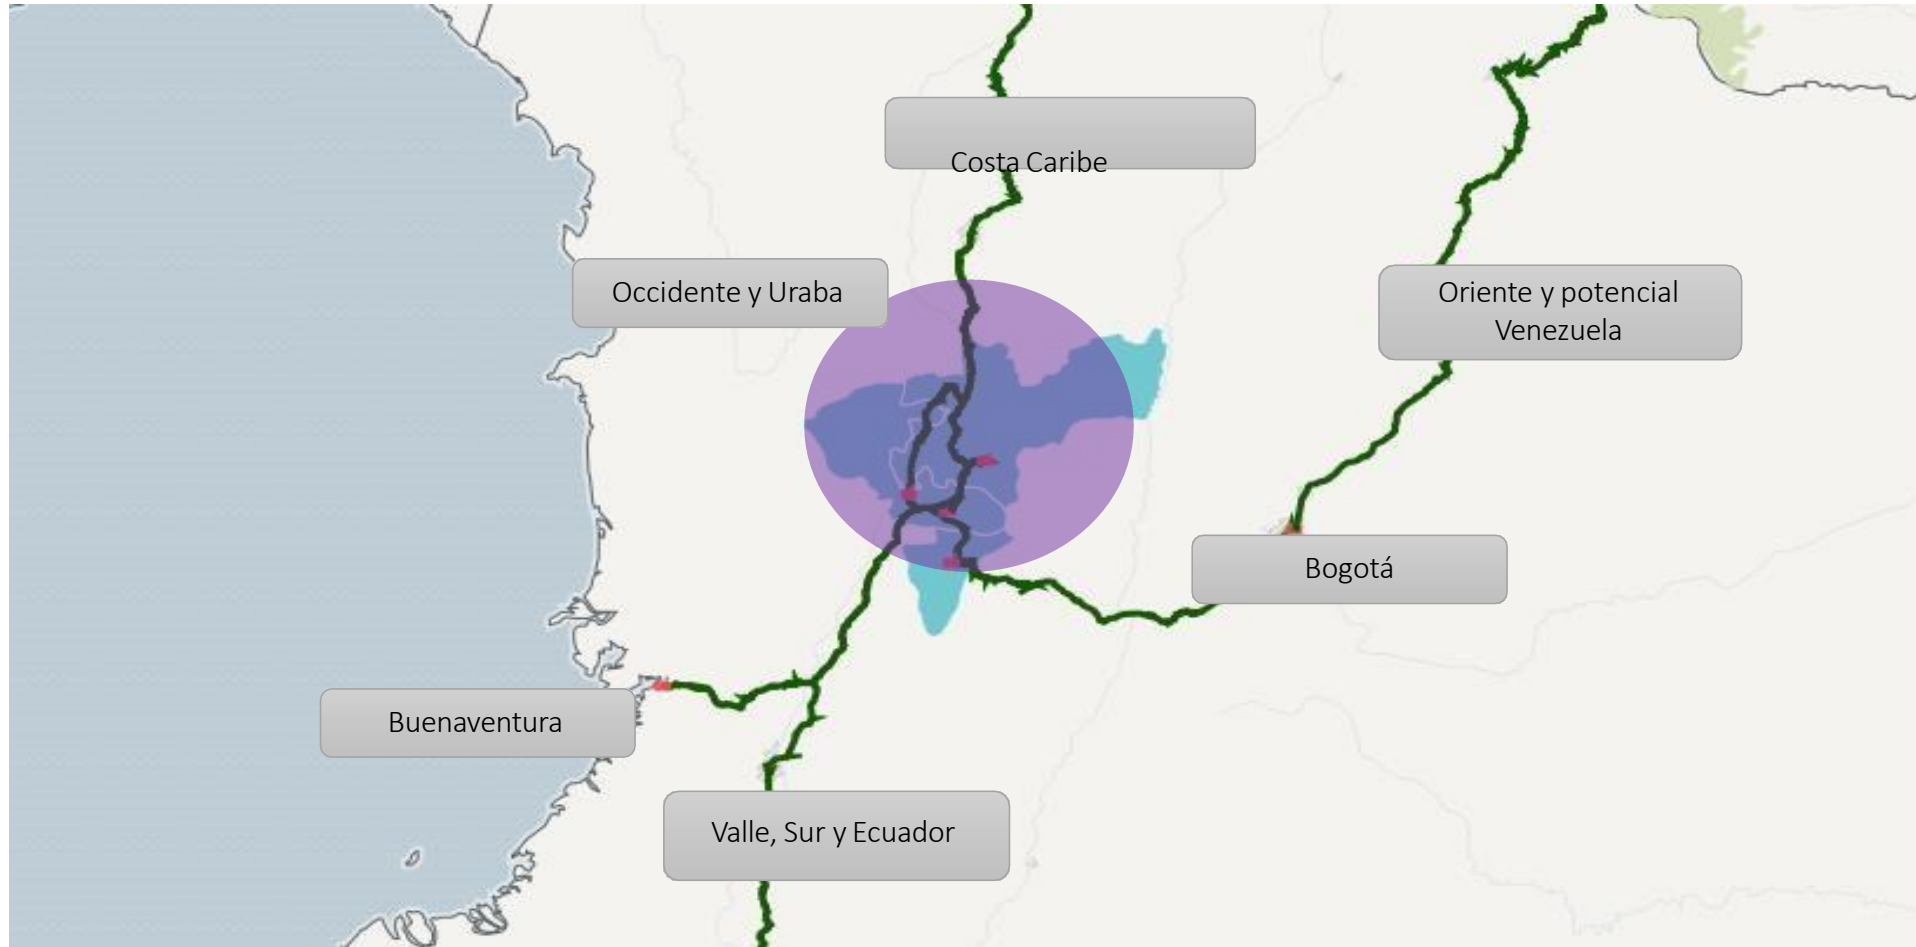 Costa Caribe
Occidente y Uraba
Oriente y potencial
Venezuela
Bogotá
Buenaventura
Valle, Sur y Ecuador